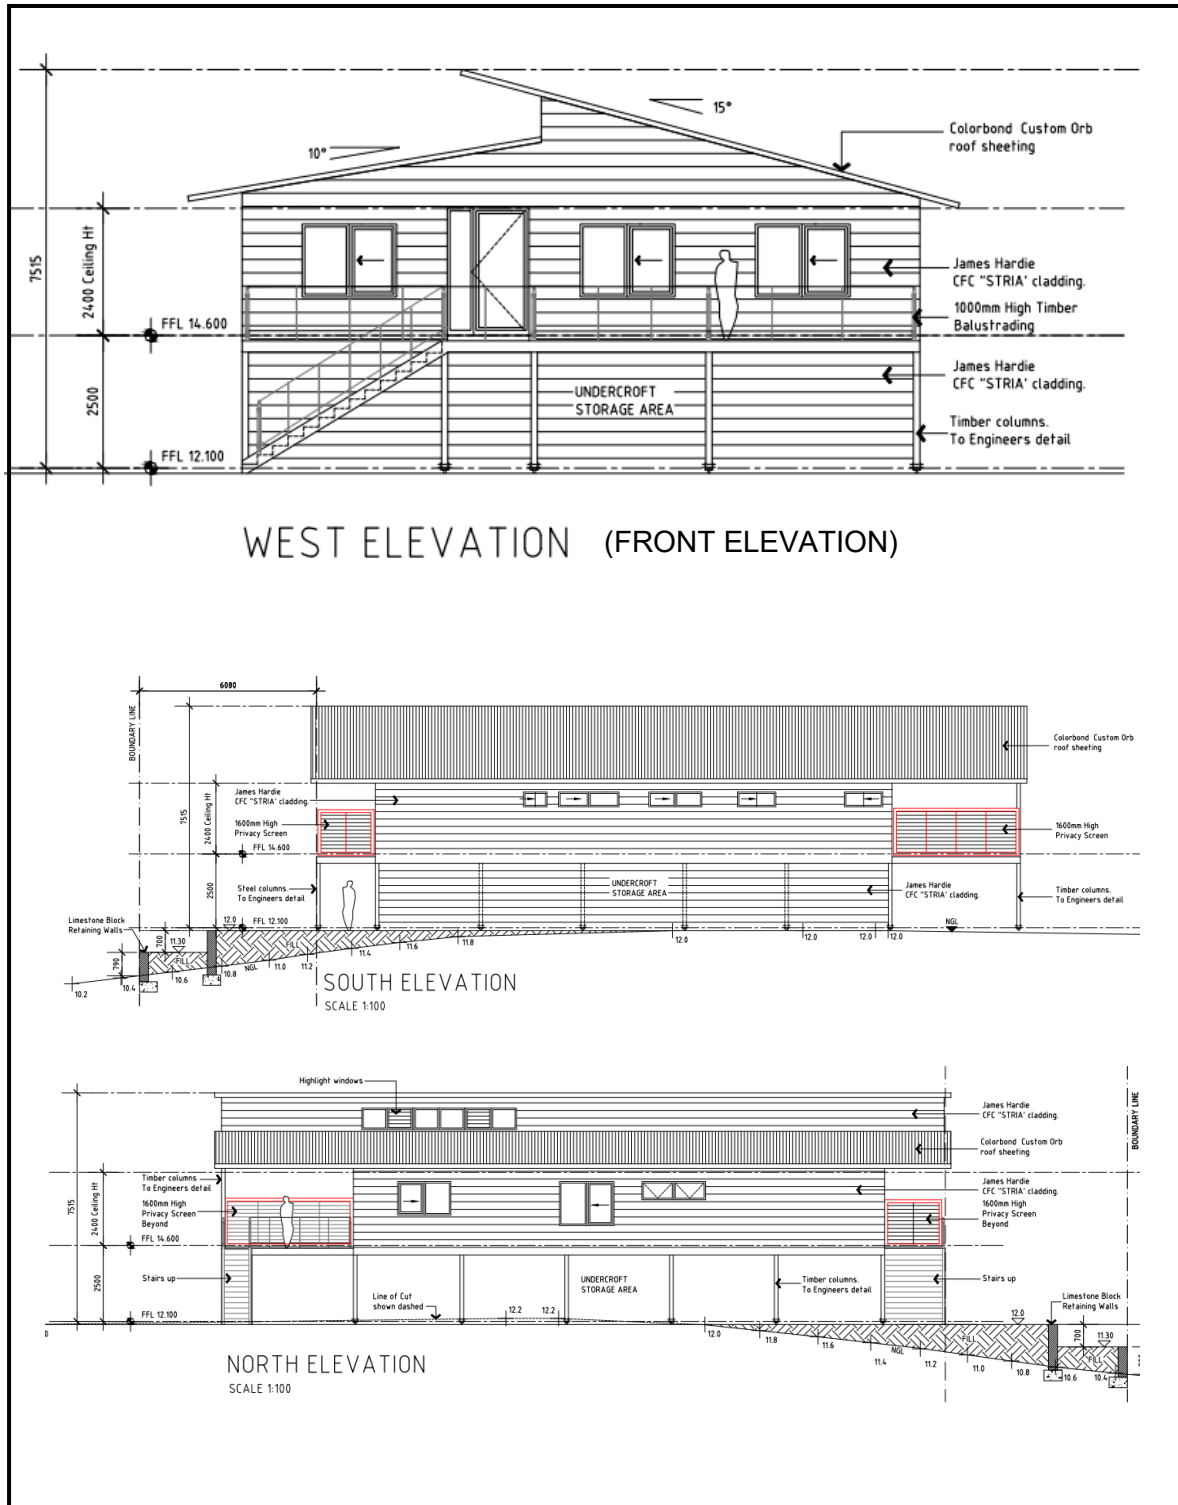 15°
10°
Colorbond Custom Orb
roof sheeting
7515
2400 Ceiling Ht
James Hardie
CFC "STRIA' cladding.
1000mm High Timber
Balustrading
FFL 14.600
James Hardie
CFC "STRIA' cladding.
2500
UNDERCROFT
STORAGE AREA
Timber columns.
To Engineers detail
FFL 12.100
WEST ELEVATION (FRONT ELEVATION)
6080
BOUNDARY LINE
Colorbond Custom Orb
roof sheeting
7515
2400 Ceiling Ht
James Hardie
CFC "STRIA' cladding.
1600mm High
Privacy Screen
1600mm High
Privacy Screen
FFL 14.600
2500
Steel columns.
To Engineers detail
UNDERCROFT
STORAGE AREA
James Hardie
CFC "STRIA' cladding.
Timber columns.
To Engineers detail
Limestone Block
Retaining Walls
12.0
FFL 12.100
NGL
700
11.30
790
FILL
FILL
NGL
10.2
10.4
10.6
10.8
11.0
11.2
11.4
11.6
11.8
12.0
12.0
12.0
12.0
SOUTH ELEVATION
SCALE 1:100
Highlight windows
James Hardie
CFC "STRIA' cladding.
BOUNDARY LINE
Colorbond Custom Orb
roof sheeting
7515
2400 Ceiling Ht
Timber columns
To Engineers detail
1600mm High
Privacy Screen
Beyond
James Hardie
CFC "STRIA' cladding.
1600mm High
Privacy Screen
Beyond
FFL 14.600
2500
Stairs up
UNDERCROFT
STORAGE AREA
Timber columns.
To Engineers detail
Stairs up
Line of Cut
shown dashed
Limestone Block
Retaining Walls
FFL 12.100
12.2
12.2
12.0
12.0
700
11.30
FILL
FILL
NGL
11.8
11.6
11.4
11.2
11.0
10.8
10.6
10.4
NORTH ELEVATION
SCALE 1:100